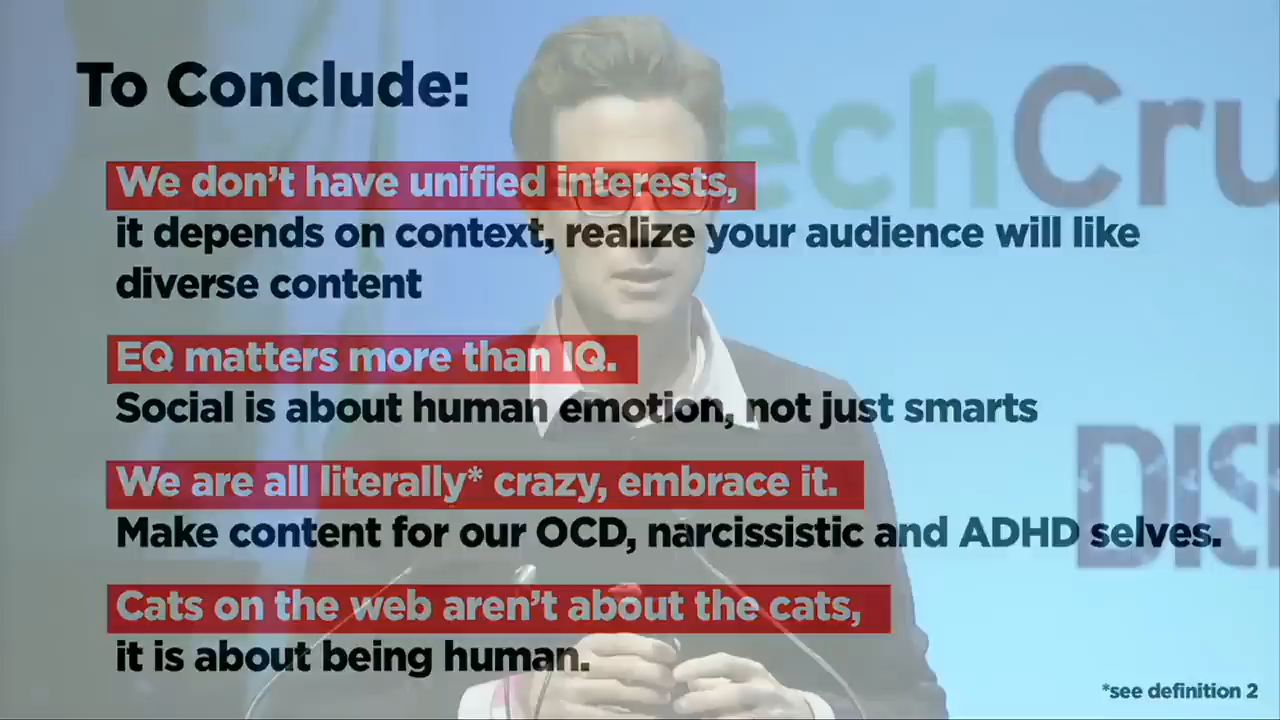 To Conclude:
We don't have unified interests,
it depends on context, realize your audience will like
diverse content
EQ matters more than IQ.
Social is about human emotion, not just smarts
We are all literally* crazy, embrace it.
Make content for our OCD, narcissistic and ADHD selves.
Cats on the web aren't about the cats,
it is about being human.
*see definition 2
echCru
DIS